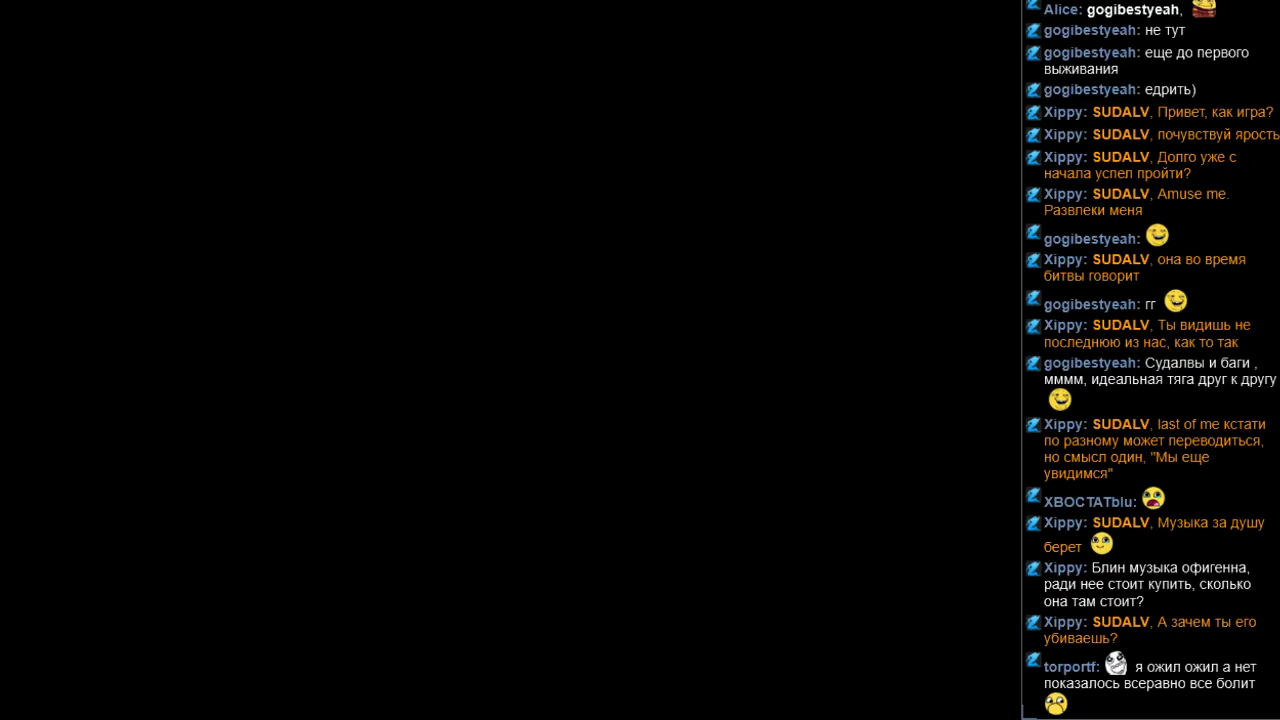 Alice: gogibestyeah,
gogibestyeah: не тут
gogibestyeah: еще до первого
выживания
gogibestyeah: едрить)
Xippy: SUDALV, Привет, как игра?
Xippy: SUDALV, почувствуй ярость
Xippy: SUDALV, Долго уже с
начала успел пройти?
Xippy: SUDALV, Amuse me.
Развлеки меня
gogibestyeah:
Xippy: SUDALV, она во время
битвы говорит
gogibestyeah: гг
Xippy: SUDALV, Ты видишь не
последнюю из нас, как то так
gogibestyeah: Судалвы и баги ,
мммм, идеальная тяга друг к другу
Xippy: SUDALV, last of me кстати
по разному может переводиться,
но смысл один, "Мы еще
увидимся"
XBOCTATblu:
Xippy: SUDALV, Музыка за душу
берет
Xippy: Блин музыка офигенна,
ради нее стоит купить, сколько
она там стоит?
Xippy: SUDALV, А зачем ты его
убиваешь?
torportf: я ожил ожил а нет
показалось всеравно все болит